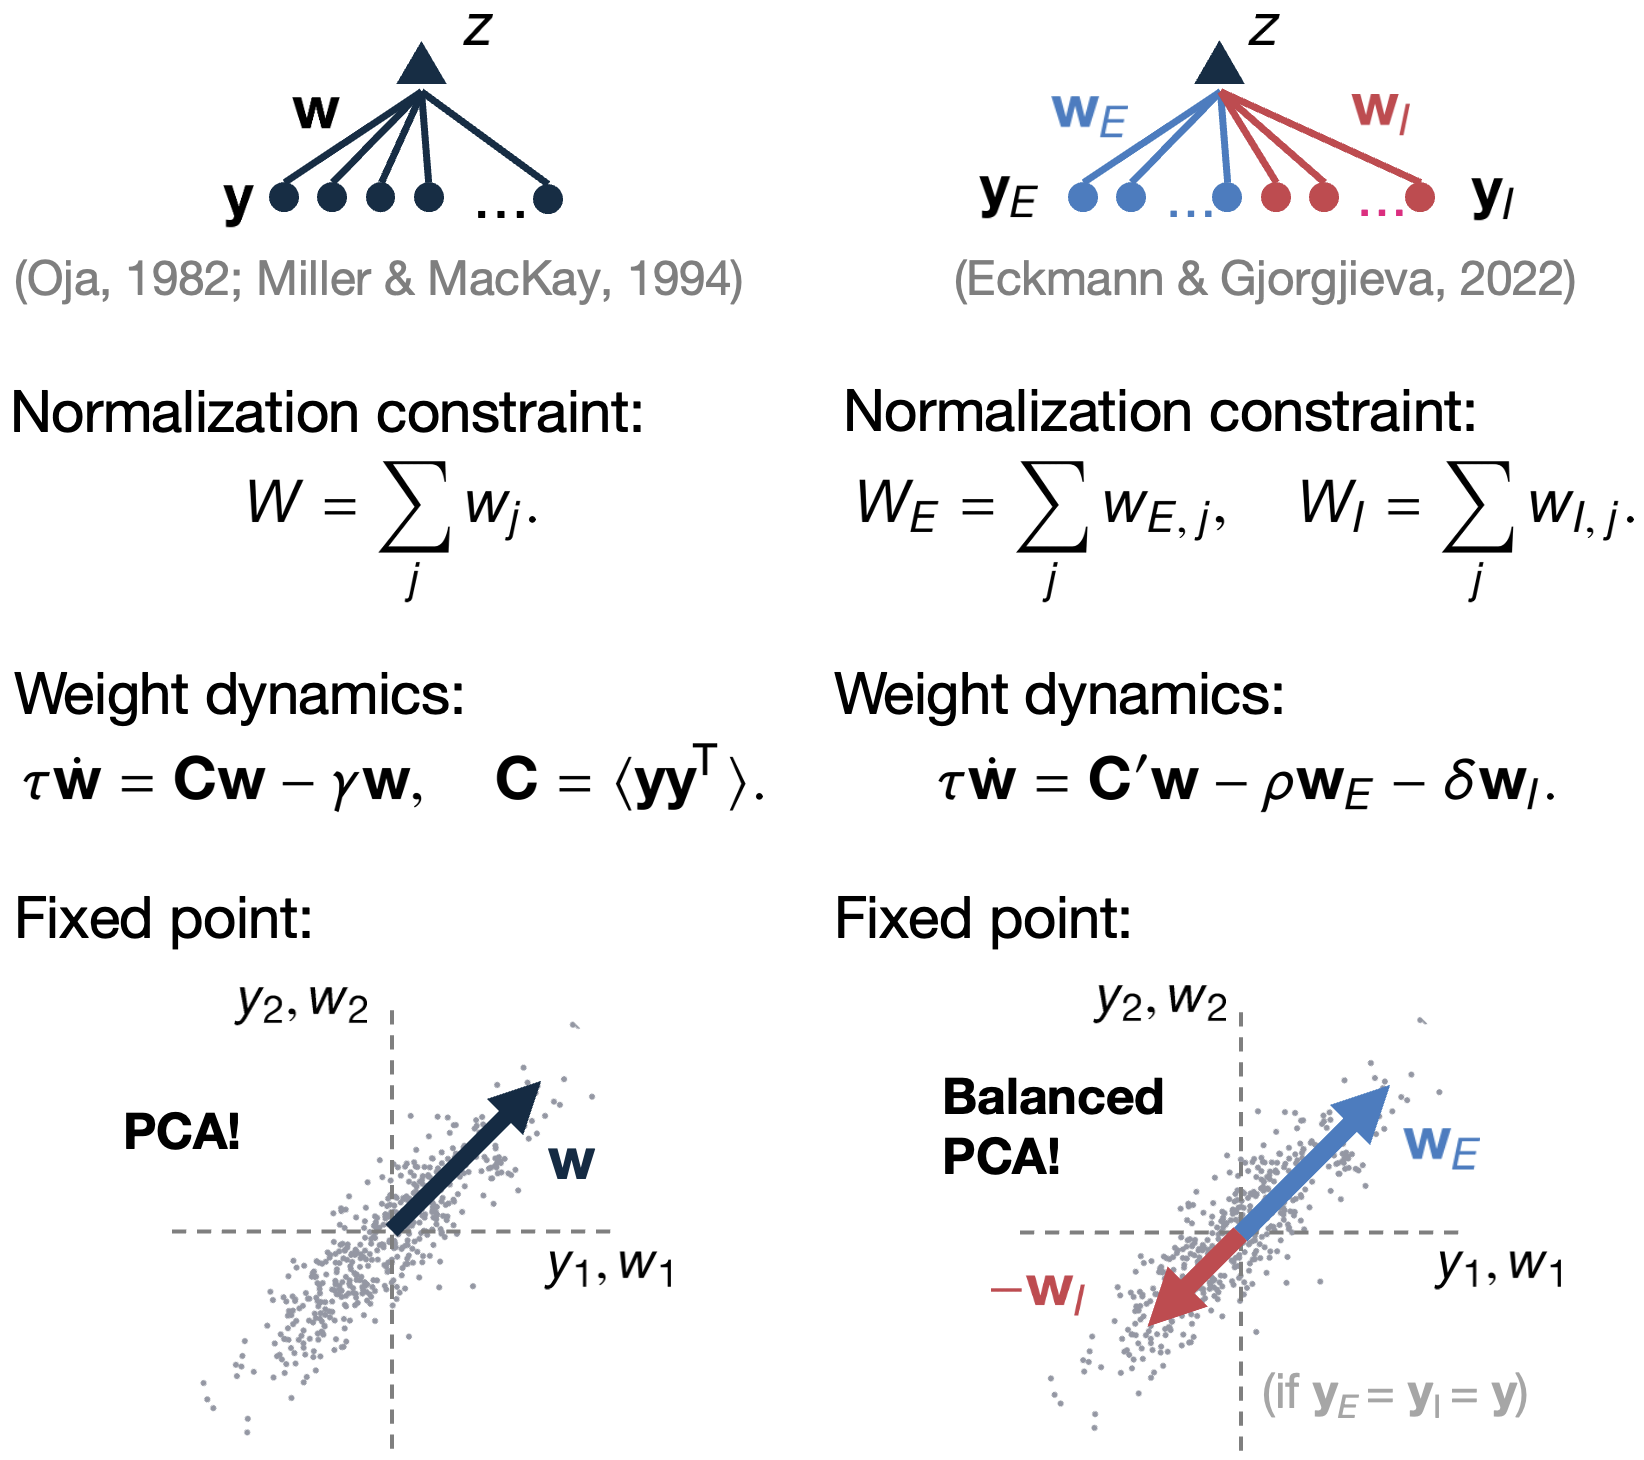 z
w
y
...
(Oja, 1982; Miller & MacKay, 1994)
Normalization constraint:
W = ∑_j w_j.
Weight dynamics:
τẇ = Cw − γw, C = ⟨yy^T⟩.
Fixed point:
y_2, w_2
PCA!
w
y_1, w_1
z
w_E
w_I
y_E
...
...
y_I
(Eckmann & Gjorgjieva, 2022)
Normalization constraint:
W_E = ∑_j w_{E,j}, W_I = ∑_j w_{I,j}.
Weight dynamics:
τẇ = C′w − ρw_E − δw_I.
Fixed point:
y_2, w_2
Balanced
PCA!
w_E
y_1, w_1
−w_I
(if y_E = y_I = y)